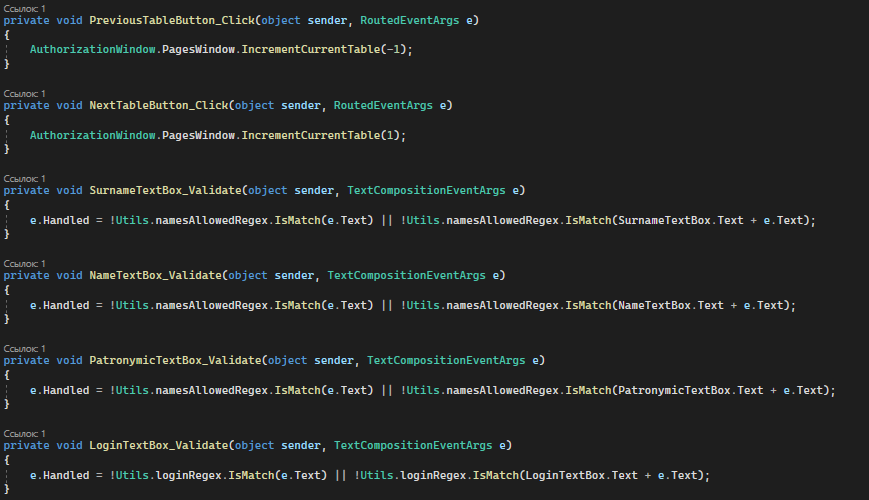 Ссылок: 1
private void PreviousTableButton_Click(object sender, RoutedEventArgs e)
{
AuthorizationWindow.PagesWindow.IncrementCurrentTable(-1);
}
Ссылок: 1
private void NextTableButton_Click(object sender, RoutedEventArgs e)
{
AuthorizationWindow.PagesWindow.IncrementCurrentTable(1);
}
Ссылок: 1
private void SurnameTextBox_Validate(object sender, TextCompositionEventArgs e)
{
e.Handled = !Utils.namesAllowedRegex.IsMatch(e.Text) || !Utils.namesAllowedRegex.IsMatch(SurnameTextBox.Text + e.Text);
}
Ссылок: 1
private void NameTextBox_Validate(object sender, TextCompositionEventArgs e)
{
e.Handled = !Utils.namesAllowedRegex.IsMatch(e.Text) || !Utils.namesAllowedRegex.IsMatch(NameTextBox.Text + e.Text);
}
Ссылок: 1
private void PatronymicTextBox_Validate(object sender, TextCompositionEventArgs e)
{
e.Handled = !Utils.namesAllowedRegex.IsMatch(e.Text) || !Utils.namesAllowedRegex.IsMatch(PatronymicTextBox.Text + e.Text);
}
Ссылок: 1
private void LoginTextBox_Validate(object sender, TextCompositionEventArgs e)
{
e.Handled = !Utils.loginRegex.IsMatch(e.Text) || !Utils.loginRegex.IsMatch(LoginTextBox.Text + e.Text);
}